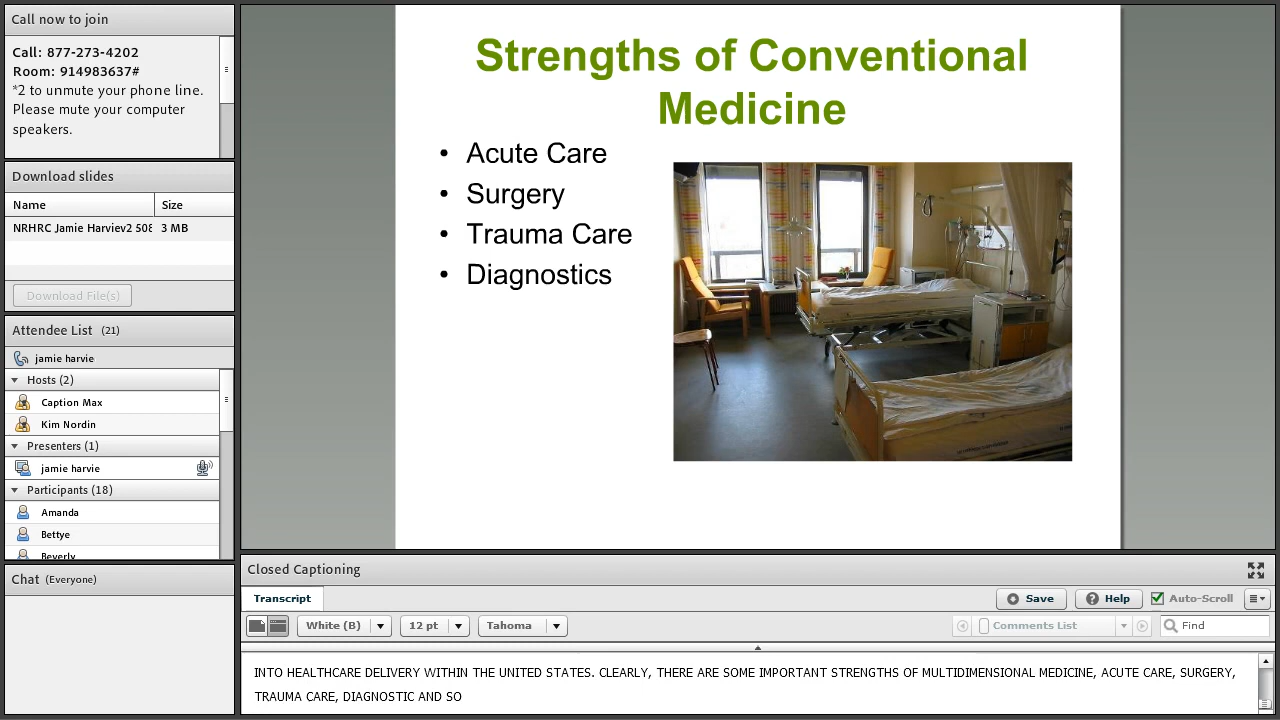 Call now to join
Call: 877-273-4202
Room: 914983637#
*2 to unmute your phone line.
Please mute your computer
speakers.
Download slides
Name Size
NRHRC Jamie Harviev2 508 3 MB
Download File(s)
Attendee List (21)
jamie harvie
Hosts (2)
Caption Max
Kim Nordin
Presenters (1)
jamie harvie
Participants (18)
Amanda
Bettye
Beverly
Chat (Everyone)
Strengths of Conventional
Medicine
• Acute Care
• Surgery
• Trauma Care
• Diagnostics
Closed Captioning
Transcript Save Help Auto-Scroll
White (B) 12 pt Tahoma Comments List Find
INTO HEALTHCARE DELIVERY WITHIN THE UNITED STATES. CLEARLY, THERE ARE SOME IMPORTANT STRENGTHS OF MULTIDIMENSIONAL MEDICINE, ACUTE CARE, SURGERY,
TRAUMA CARE, DIAGNOSTIC AND SO